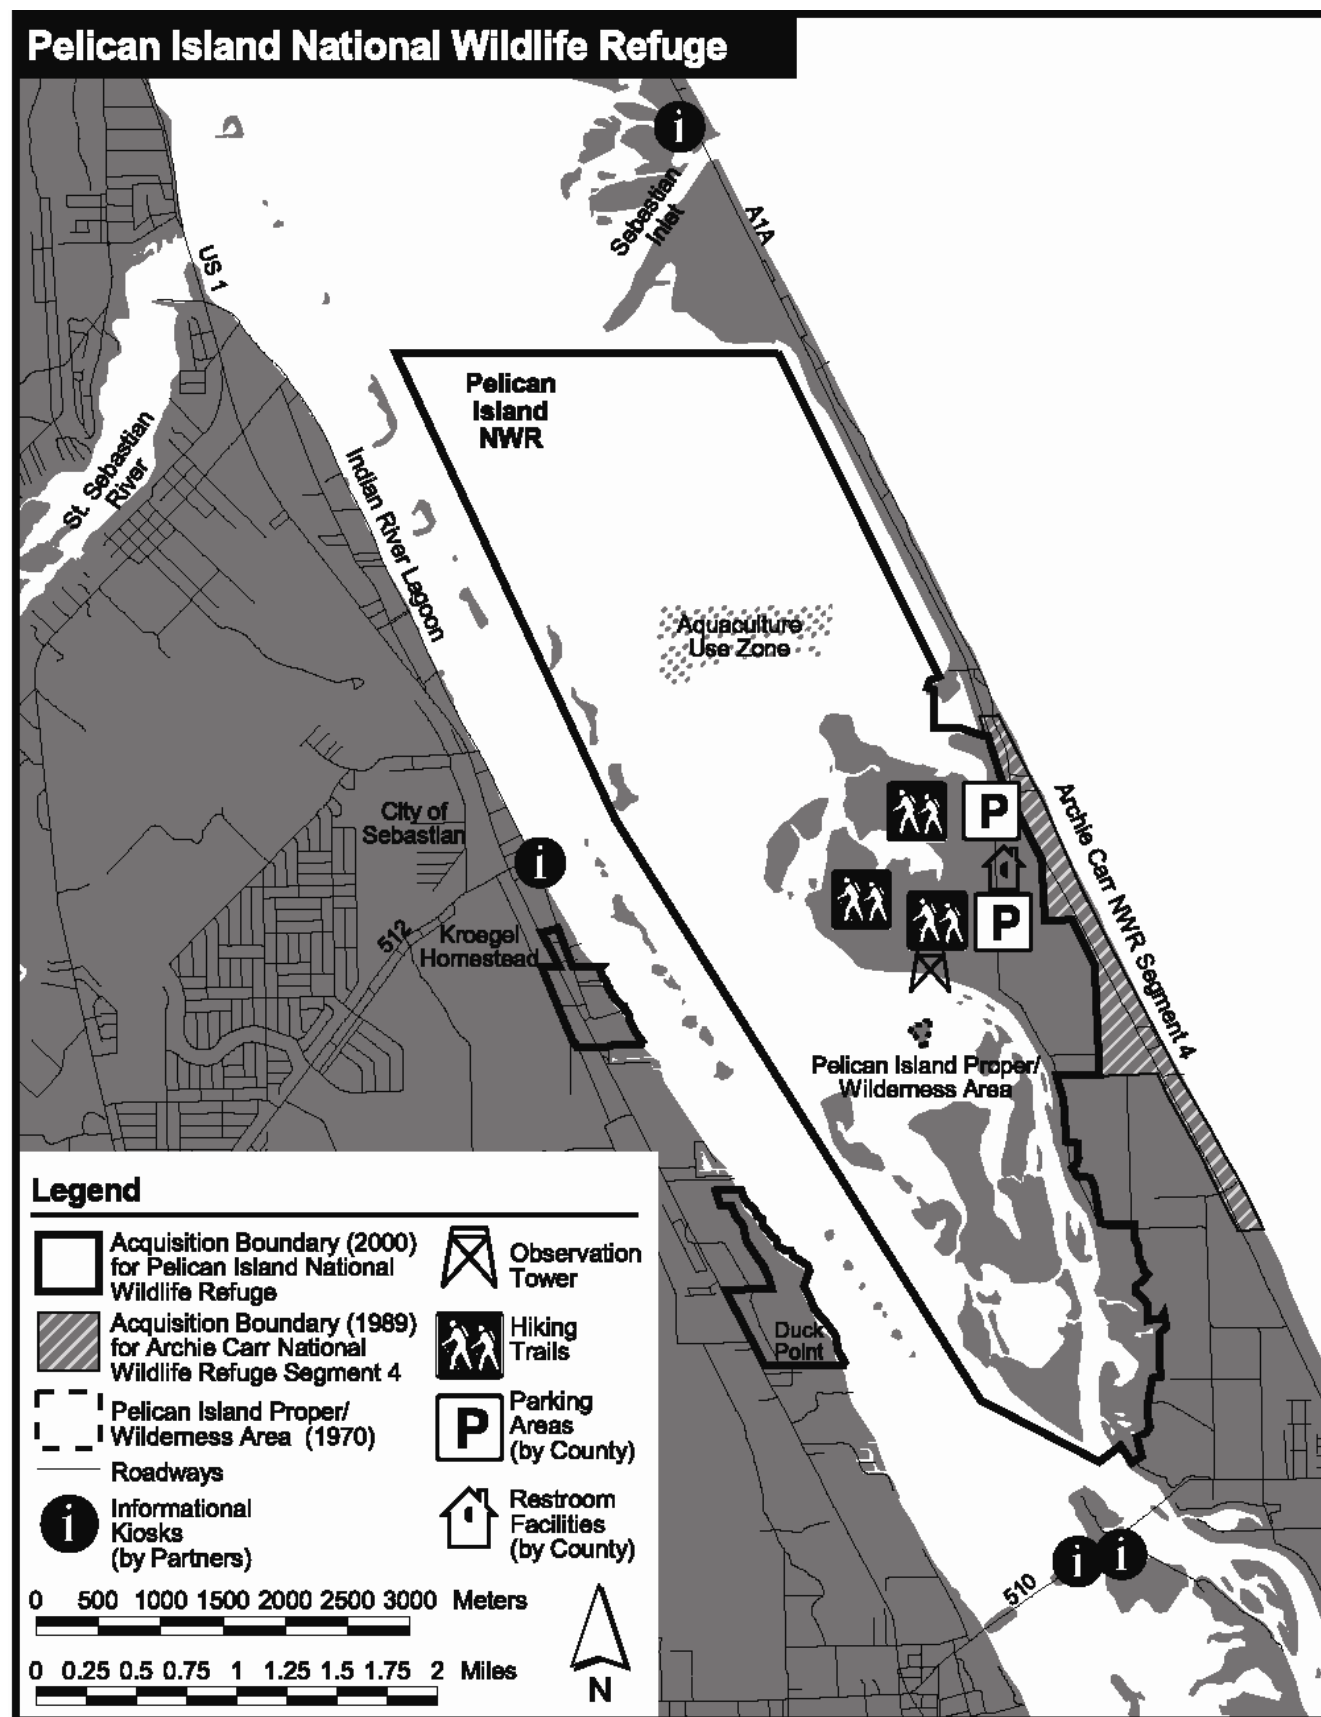 Pelican Island National Wildlife Refuge
i
Sebastian
Inlet
A1A
US 1
Pelican
Island
NWR
St. Sebastian
River
Indian River Lagoon
Aquaculture
Use Zone
City of
Sebastian
i
P
Archie Carr NWR Segment 4
512
Kroegel
Homestead
P
Pelican Island Proper/
Wilderness Area
Duck
Point
i
i
510
Legend
Acquisition Boundary (2000)
for Pelican Island National
Wildlife Refuge
Acquisition Boundary (1989)
for Archie Carr National
Wildlife Refuge Segment 4
Pelican Island Proper/
Wilderness Area (1970)
Roadways
i
Informational
Kiosks
(by Partners)
Observation
Tower
Hiking
Trails
P
Parking
Areas
(by County)
Restroom
Facilities
(by County)
0 500 1000 1500 2000 2500 3000 Meters
0 0.25 0.5 0.75 1 1.25 1.5 1.75 2 Miles
N